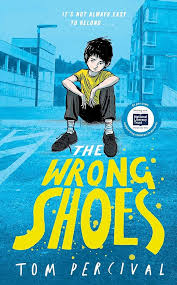 IT'S NOT ALWAYS EASY
TO BELONG...
THE
WRONG
SHOES
TOM PERCIVAL